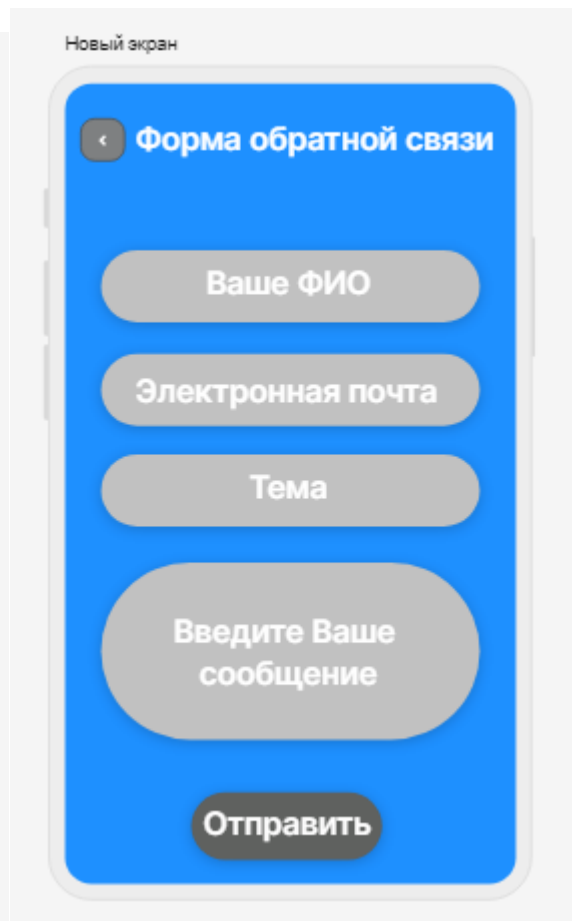 Новый экран
Форма обратной связи
Ваше ФИО
Электронная почта
Тема
Введите Ваше
сообщение
Отправить